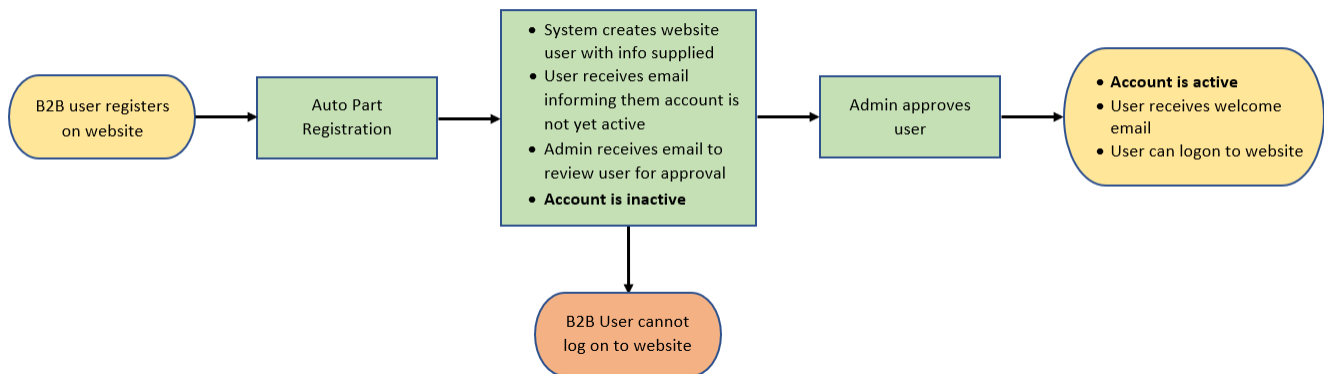 B2B user registers
on website
Auto Part
Registration
• System creates website
user with info supplied
• User receives email
informing them account is
not yet active
• Admin receives email to
review user for approval
• Account is inactive
Admin approves
user
• Account is active
• User receives welcome
email
• User can logon to website
B2B User cannot
log on to website